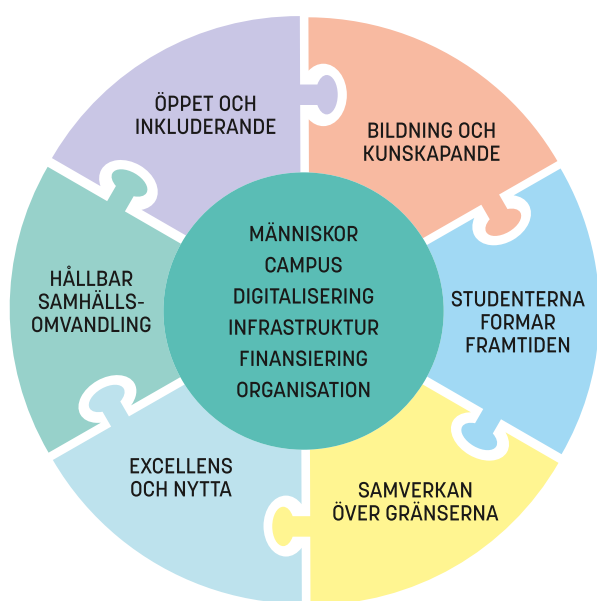 ÖPPET OCH
INKLUDERANDE
BILDNING OCH
KUNSKAPANDE
STUDENTERNA
FORMAR
FRAMTIDEN
SAMVERKAN
ÖVER GRÄNSERNA
EXCELLENS
OCH NYTTA
HÅLLBAR
SAMHÄLLS-
OMVANDLING
MÄNNISKOR
CAMPUS
DIGITALISERING
INFRASTRUKTUR
FINANSIERING
ORGANISATION